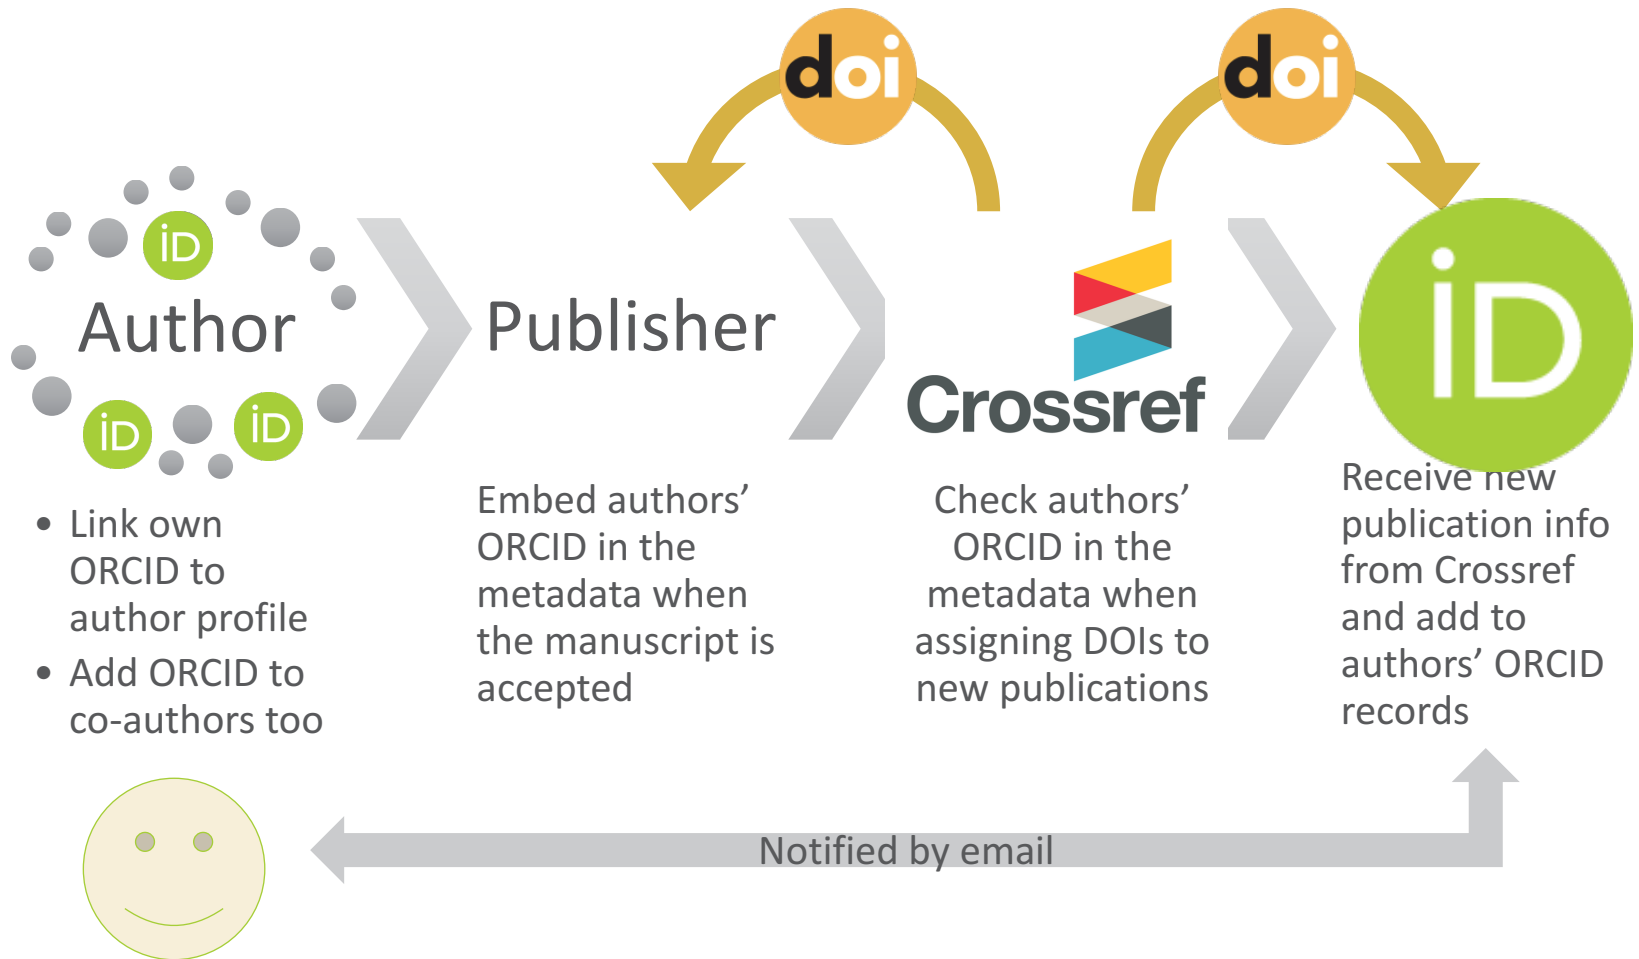 doi
doi
iD
Author
iD
iD
Publisher
Crossref
iD
• Link own
ORCID to
author profile
• Add ORCID to
co-authors too
Embed authors’
ORCID in the
metadata when
the manuscript is
accepted
Check authors’
ORCID in the
metadata when
assigning DOIs to
new publications
Receive new
publication info
from Crossref
and add to
authors’ ORCID
records
Notified by email